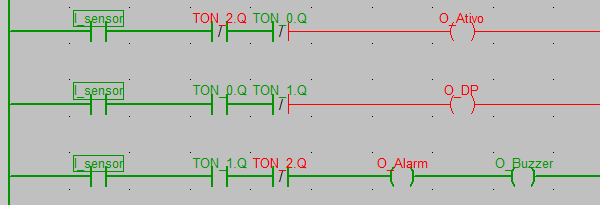 I_sensor TON_2.Q TON_0.Q O_Ativo
I_sensor TON_0.Q TON_1.Q O_DP
I_sensor TON_1.Q TON_2.Q O_Alarm O_Buzzer